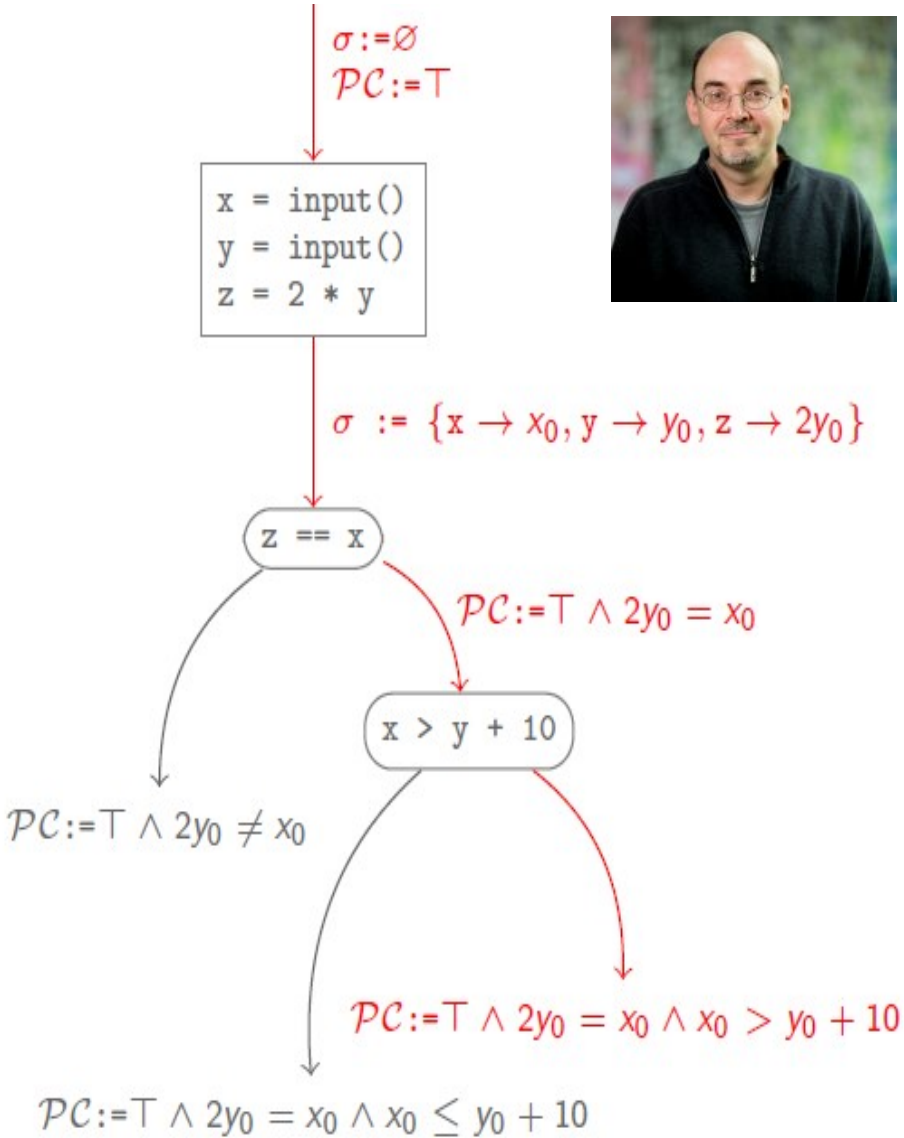 σ:=∅
𝒫𝒞:=⊤
x = input()
y = input()
z = 2 * y
σ := {x → x₀, y → y₀, z → 2y₀}
z == x
𝒫𝒞:=⊤ ∧ 2y₀ = x₀
x > y + 10
𝒫𝒞:=⊤ ∧ 2y₀ ≠ x₀
𝒫𝒞:=⊤ ∧ 2y₀ = x₀ ∧ x₀ > y₀ + 10
𝒫𝒞:=⊤ ∧ 2y₀ = x₀ ∧ x₀ ≤ y₀ + 10